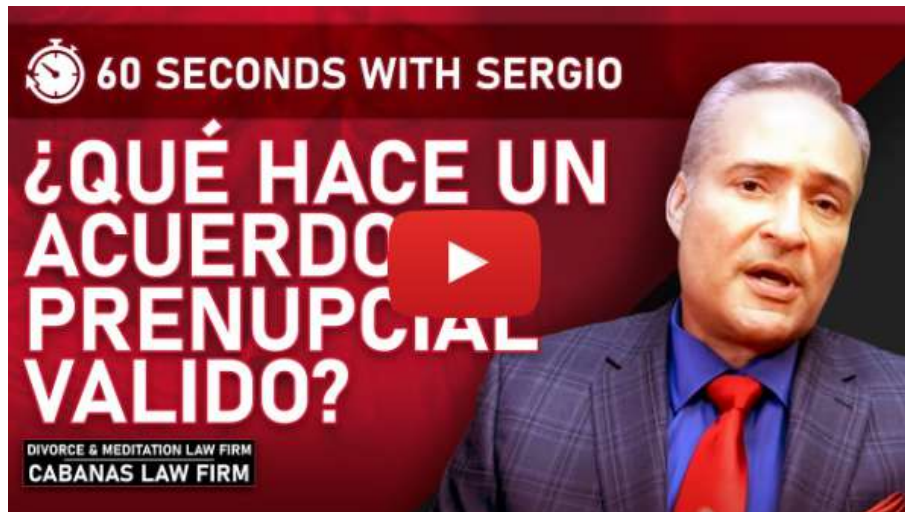 60 SECONDS WITH SERGIO
¿QUÉ HACE UN
ACUERDO
PRENUPCIAL
VALIDO?
DIVORCE & MEDITATION LAW FIRM
CABANAS LAW FIRM